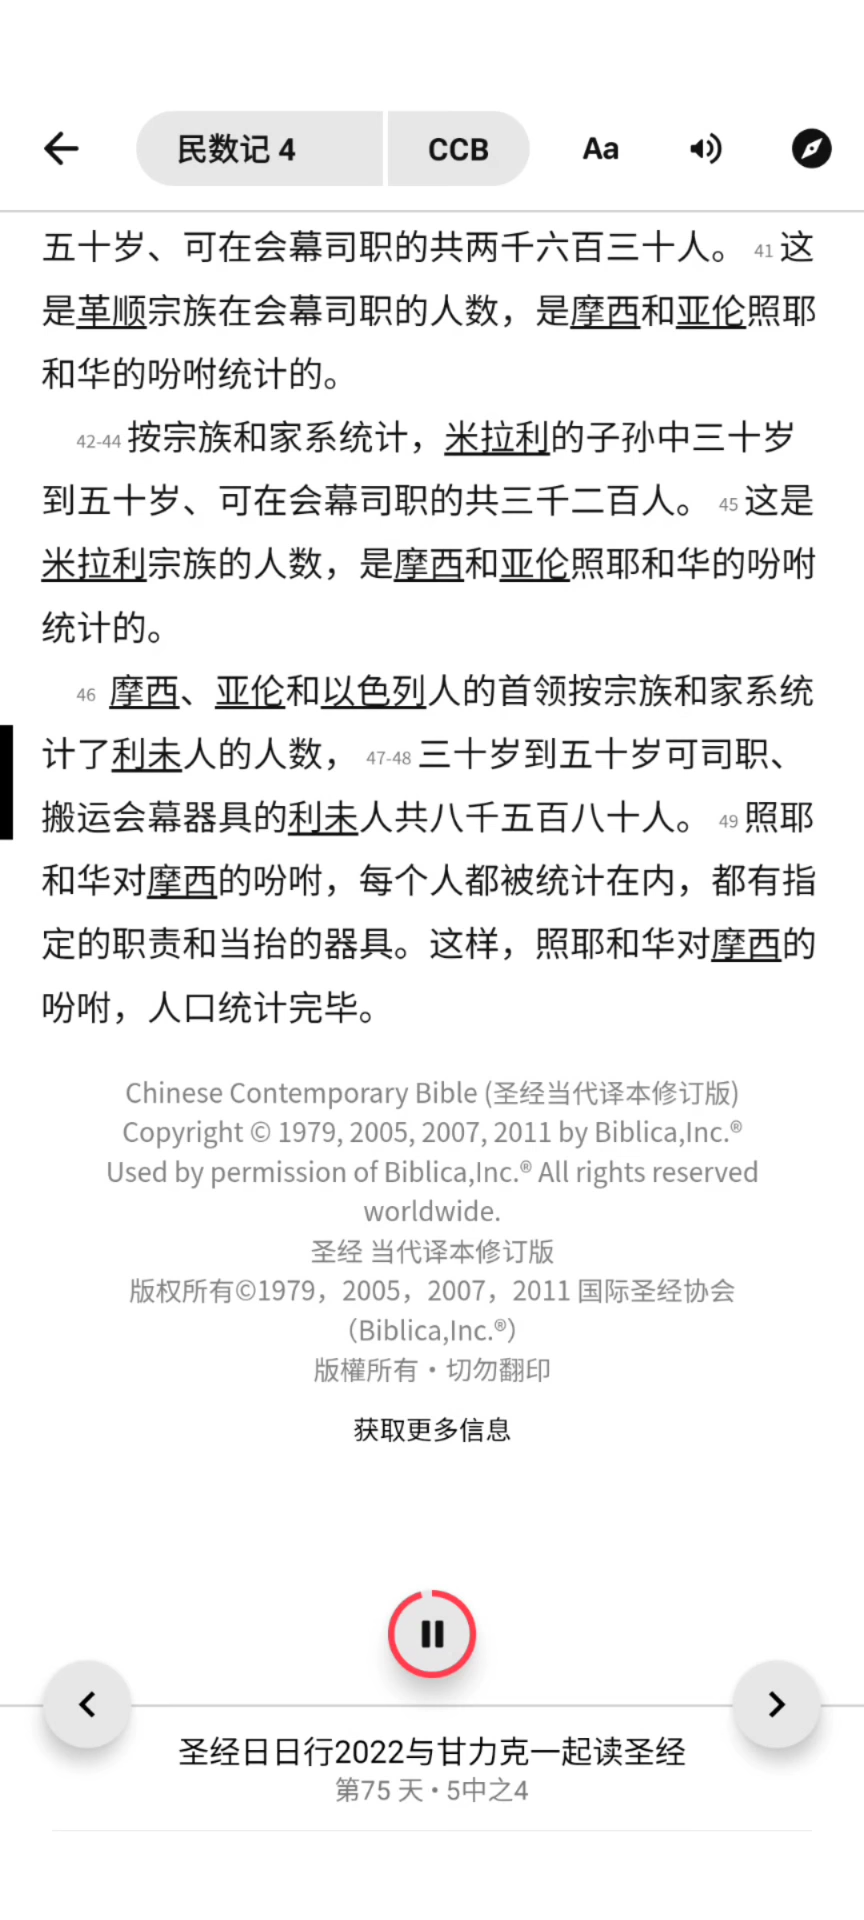 民数记 4 CCB Aa
五十岁、可在会幕司职的共两千六百三十人。 41 这
是革顺宗族在会幕司职的人数，是摩西和亚伦照耶
和华的吩咐统计的。
42-44 按宗族和家系统计，米拉利的子孙中三十岁
到五十岁、可在会幕司职的共三千二百人。 45 这是
米拉利宗族的人数，是摩西和亚伦照耶和华的吩咐
统计的。
46 摩西、亚伦和以色列人的首领按宗族和家系统
计了利未人的人数， 47-48 三十岁到五十岁可司职、
搬运会幕器具的利未人共八千五百八十人。 49 照耶
和华对摩西的吩咐，每个人都被统计在内，都有指
定的职责和当抬的器具。这样，照耶和华对摩西的
吩咐，人口统计完毕。
Chinese Contemporary Bible (圣经当代译本修订版)
Copyright © 1979, 2005, 2007, 2011 by Biblica,Inc.®
Used by permission of Biblica,Inc.® All rights reserved
worldwide.
圣经 当代译本修订版
版权所有©1979，2005，2007，2011 国际圣经协会
（Biblica,Inc.®）
版權所有・切勿翻印
获取更多信息
圣经日日行2022与甘力克一起读圣经
第75 天 • 5中之4